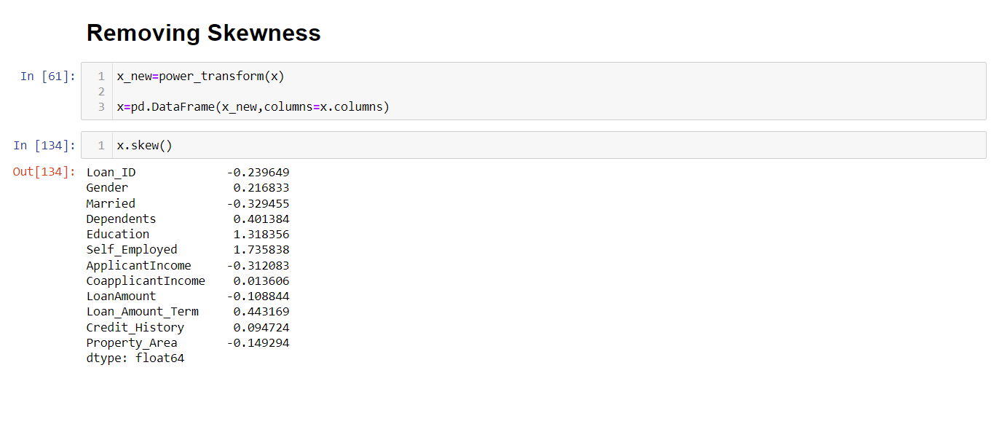 Removing Skewness
In [61]:
1 x_new=power_transform(x)
2
3 x=pd.DataFrame(x_new,columns=x.columns)
In [134]:
1 x.skew()
Out[134]:
Loan_ID -0.239649
Gender 0.216833
Married -0.329455
Dependents 0.401384
Education 1.318356
Self_Employed 1.735838
ApplicantIncome -0.312083
CoapplicantIncome 0.013606
LoanAmount -0.108844
Loan_Amount_Term 0.443169
Credit_History 0.094724
Property_Area -0.149294
dtype: float64